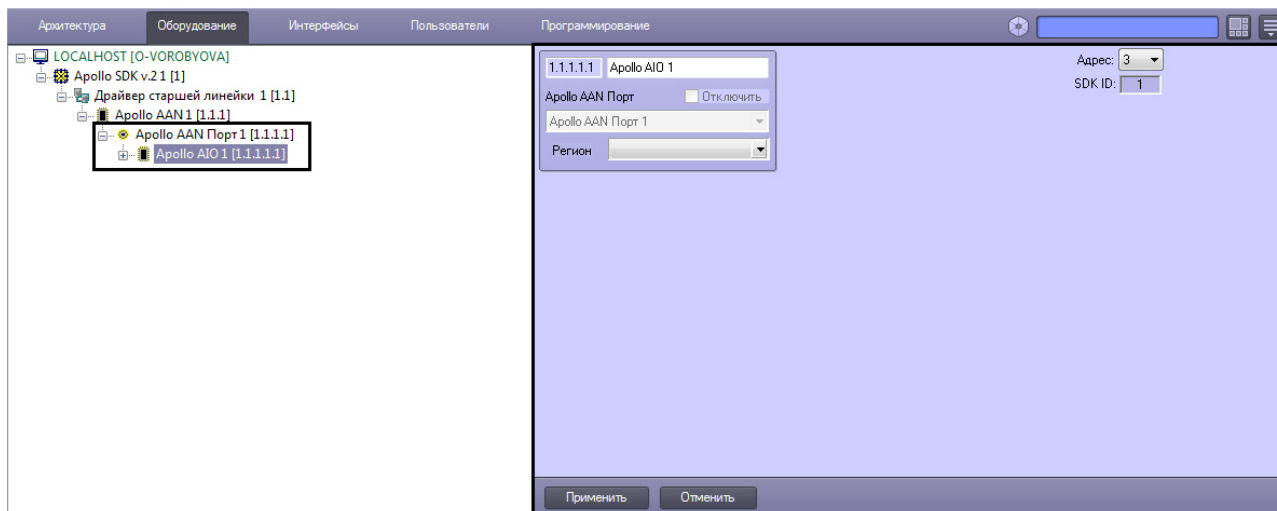 Архитектура Оборудование Интерфейсы Пользователи Программирование
LOCALHOST [O-VOROBYOVA]
Apollo SDK v.2 1 [1]
Драйвер старшей линейки 1 [1.1]
Apollo AAN 1 [1.1.1]
Apollo AAN Порт 1 [1.1.1.1]
Apollo AIO 1 [1.1.1.1.1]
1.1.1.1.1 Apollo AIO 1
Apollo AAN Порт Отключить
Apollo AAN Порт 1
Регион
Адрес: 3
SDK ID: 1
Применить Отменить